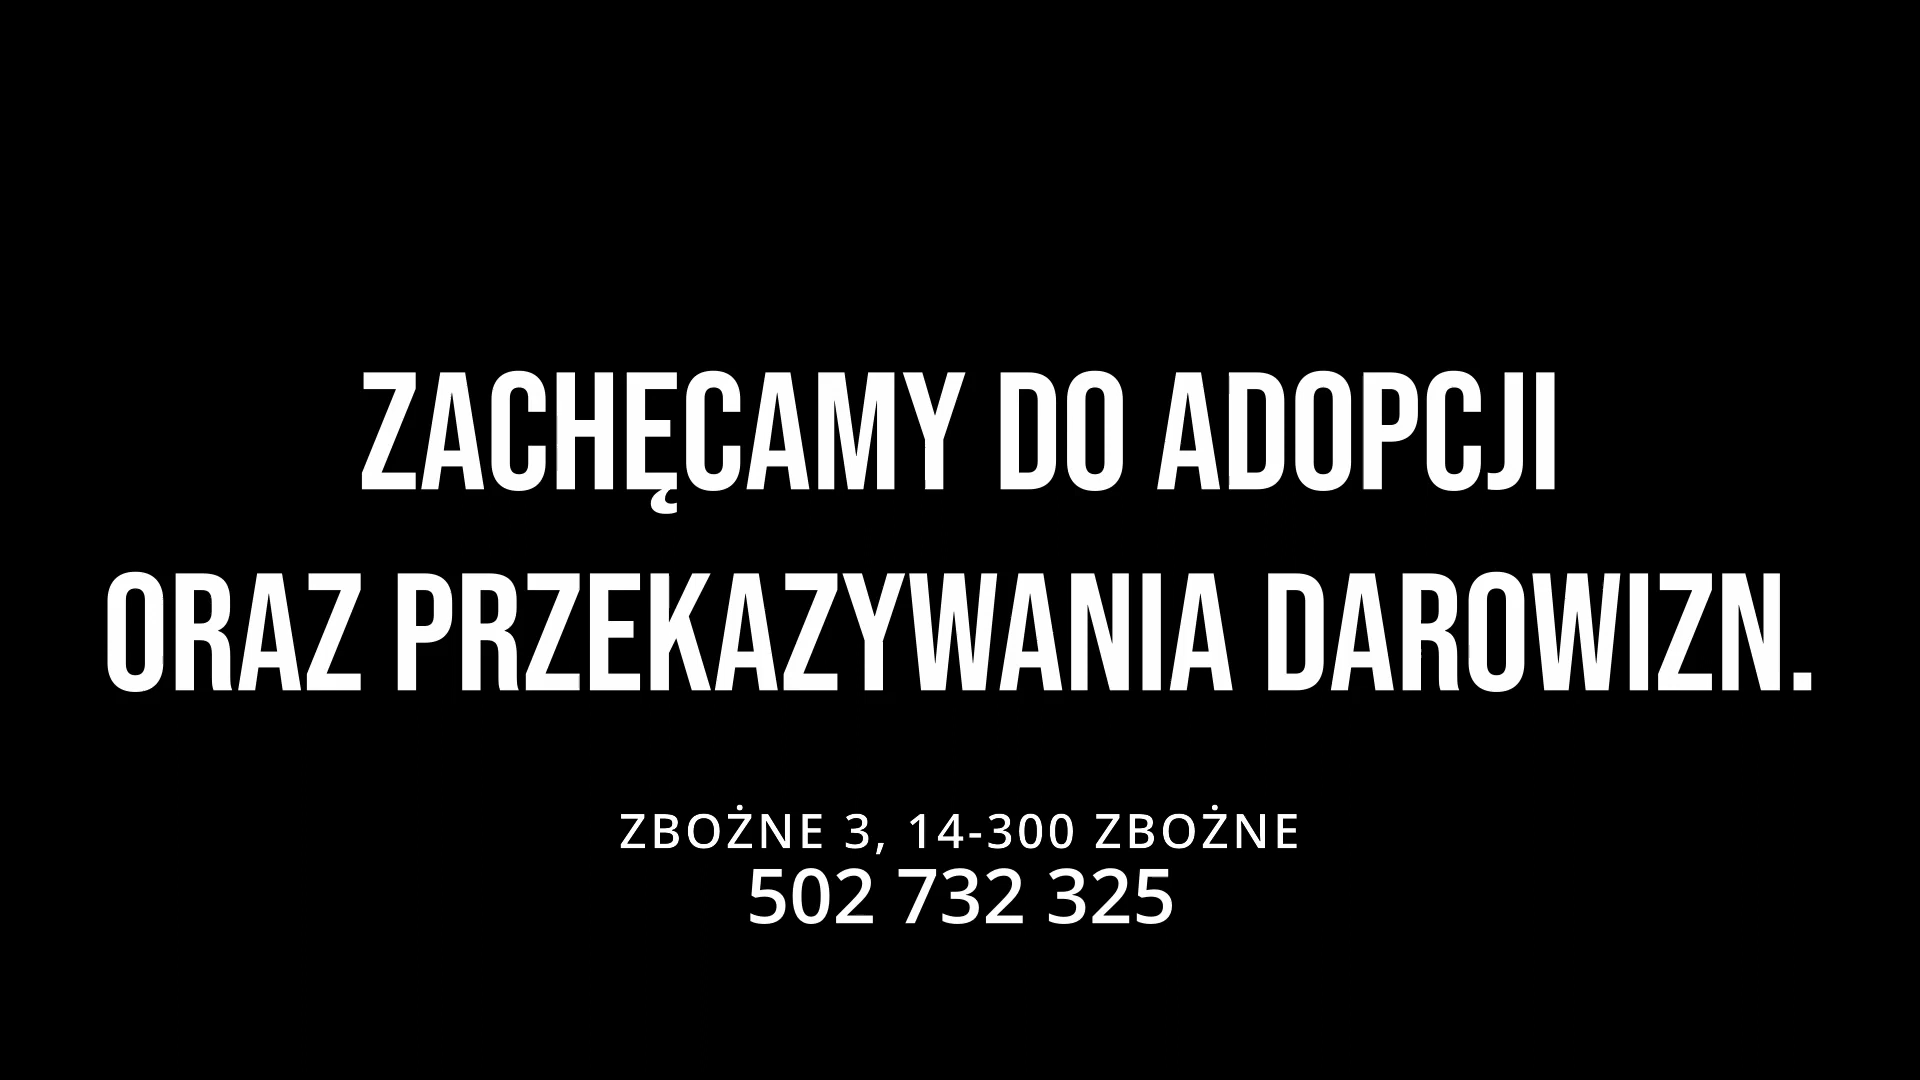 ZACHĘCAMY DO ADOPCJI
ORAZ PRZEKAZYWANIA DAROWIZN.
ZBOŻNE 3, 14-300 ZBOŻNE
502 732 325